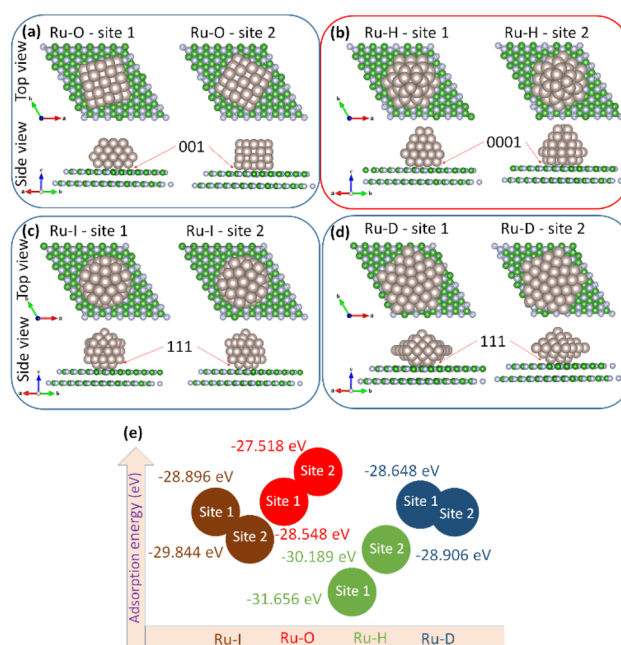 (a) Ru-O - site 1 Ru-O - site 2
Top view
b
a
Side view
001
c
a b
(b) Ru-H - site 1 Ru-H - site 2
b
a
0001
c
a b
(c) Ru-I - site 1 Ru-I - site 2
Top view
b
a
Side view
111
c
a b
(d) Ru-D - site 1 Ru-D - site 2
b
a
111
c
a b
(e)
Adsorption energy (eV)
-27.518 eV
-28.896 eV Site 2 -28.648 eV
Site 1 Site 1 Site 1 Site 2
Site 2 -28.548 eV Site 2
-29.844 eV -30.189 eV -28.906 eV
Site 1
-31.656 eV
Ru-I Ru-O Ru-H Ru-D